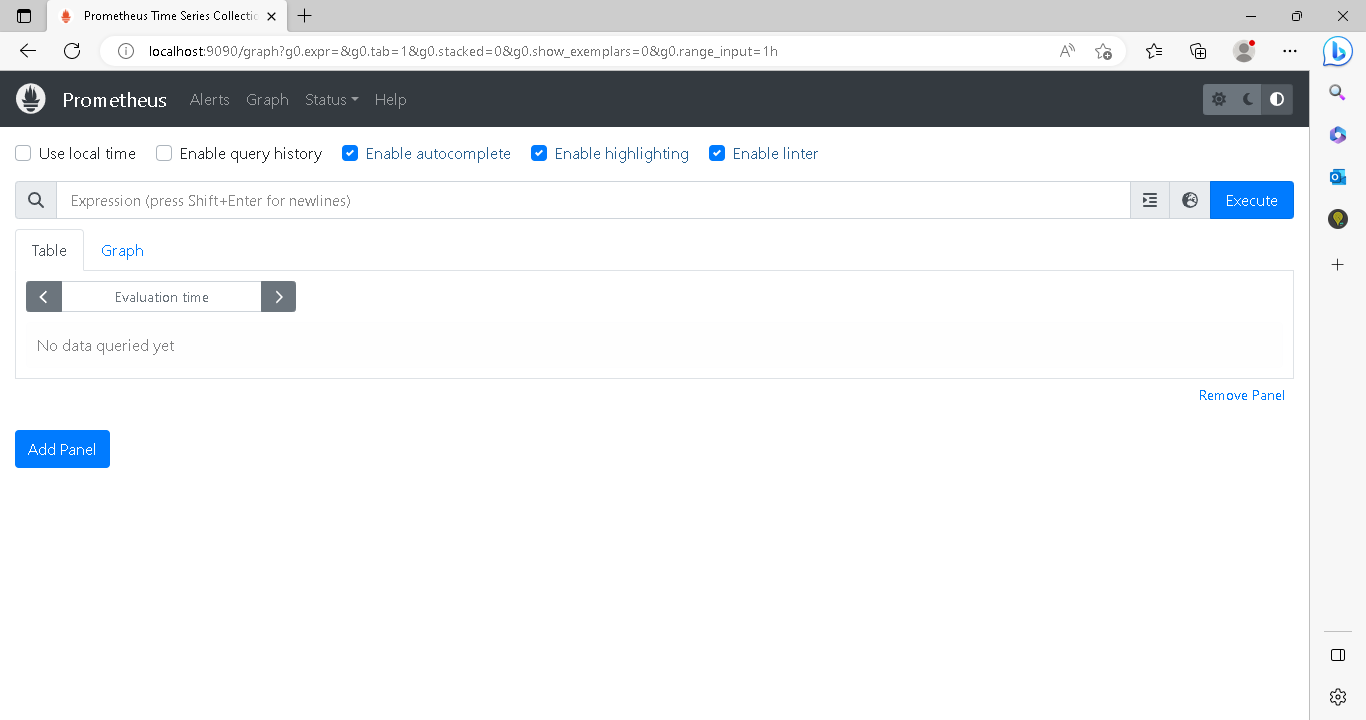 Prometheus Time Series Collectio
localhost:9090/graph?g0.expr=&g0.tab=1&g0.stacked=0&g0.show_exemplars=0&g0.range_input=1h
Prometheus Alerts Graph Status Help
Use local time Enable query history Enable autocomplete Enable highlighting Enable linter
Expression (press Shift+Enter for newlines) Execute
Table Graph
Evaluation time
No data queried yet
Remove Panel
Add Panel